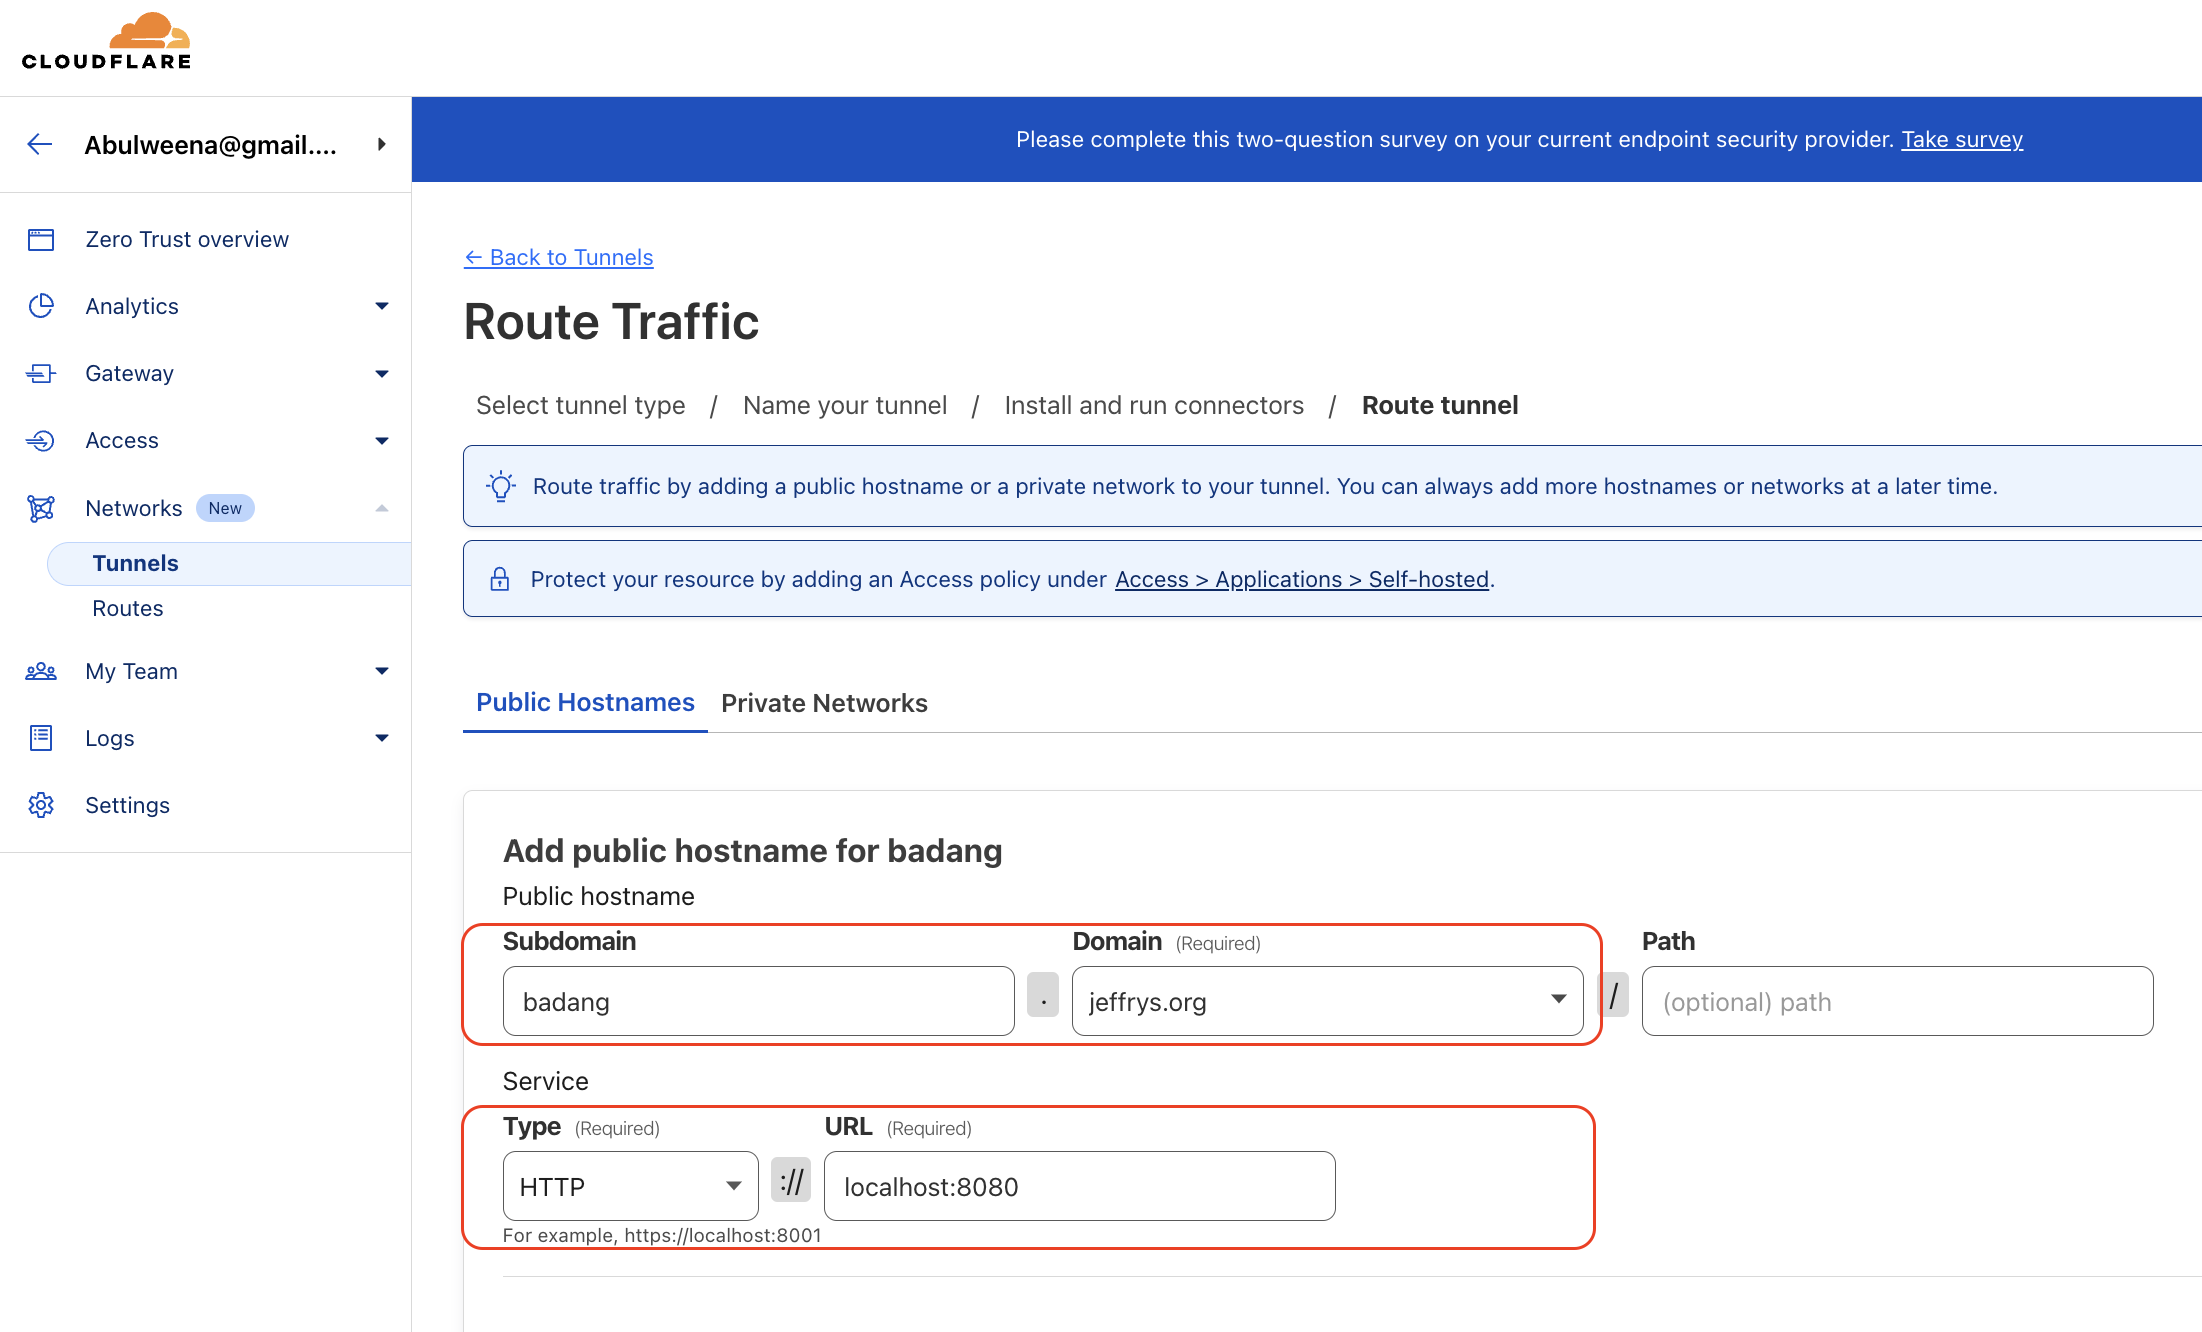 CLOUDFLARE
Abulweena@gmail....
Please complete this two-question survey on your current endpoint security provider. Take survey
Zero Trust overview
Analytics
Gateway
Access
Networks New
Tunnels
Routes
My Team
Logs
Settings
← Back to Tunnels
Route Traffic
Select tunnel type / Name your tunnel / Install and run connectors / Route tunnel
Route traffic by adding a public hostname or a private network to your tunnel. You can always add more hostnames or networks at a later time.
Protect your resource by adding an Access policy under Access > Applications > Self-hosted.
Public Hostnames Private Networks
Add public hostname for badang
Public hostname
Subdomain Domain (Required) Path
badang . jeffrys.org / (optional) path
Service
Type (Required) URL (Required)
HTTP :// localhost:8080
For example, https://localhost:8001